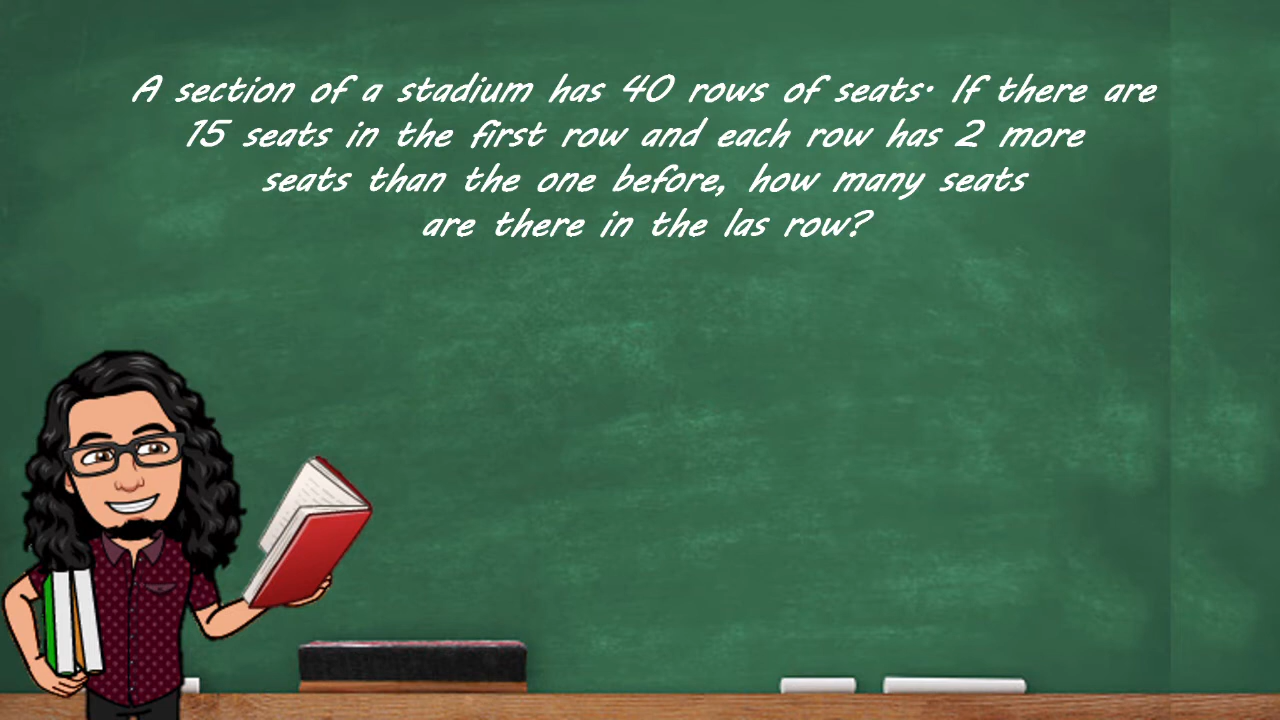 A section of a stadium has 40 rows of seats. If there are
15 seats in the first row and each row has 2 more
seats than the one before, how many seats
are there in the las row?